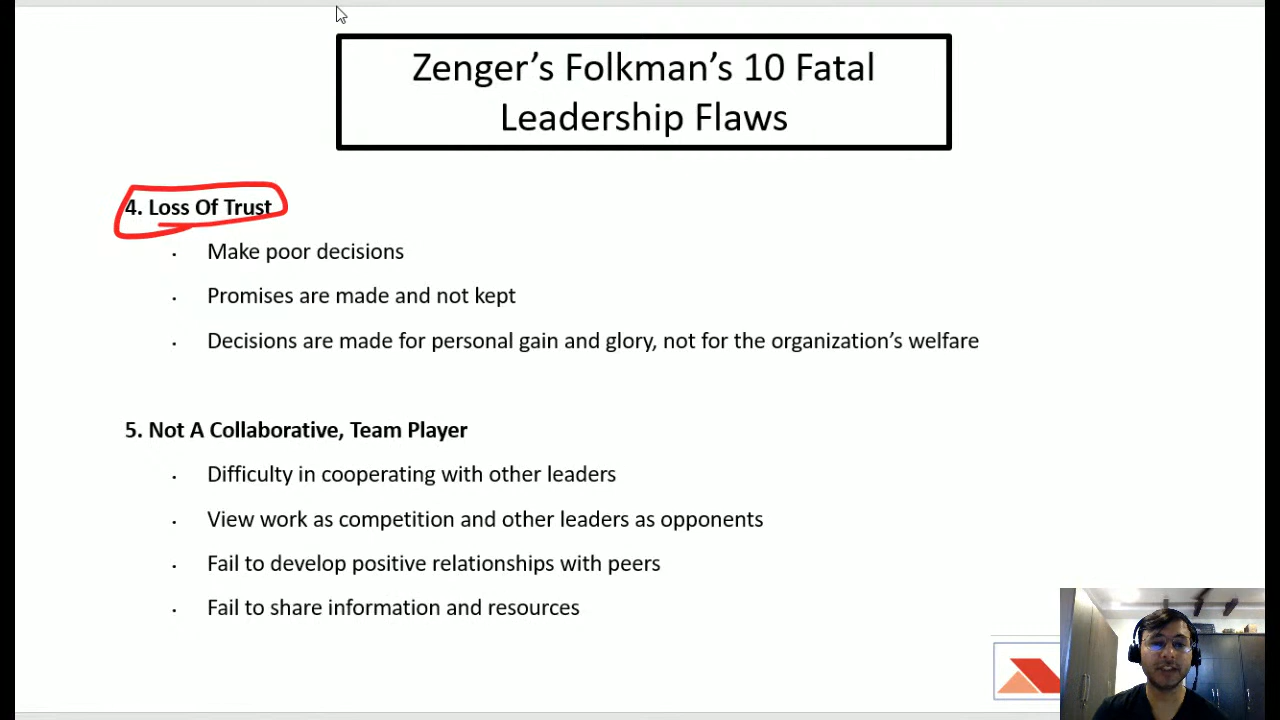 Zenger’s Folkman’s 10 Fatal
Leadership Flaws
4. Loss Of Trust
· Make poor decisions
· Promises are made and not kept
· Decisions are made for personal gain and glory, not for the organization’s welfare
5. Not A Collaborative, Team Player
· Difficulty in cooperating with other leaders
· View work as competition and other leaders as opponents
· Fail to develop positive relationships with peers
· Fail to share information and resources